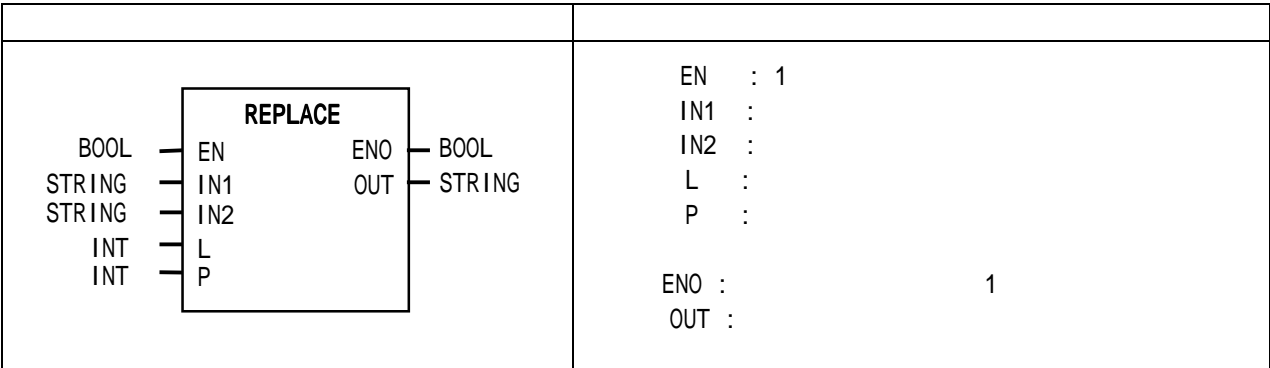 REPLACE
BOOL EN ENO BOOL
STRING IN1 OUT STRING
STRING IN2
INT L
INT P
EN : 1
IN1 :
IN2 :
L :
P :
ENO : 1
OUT :